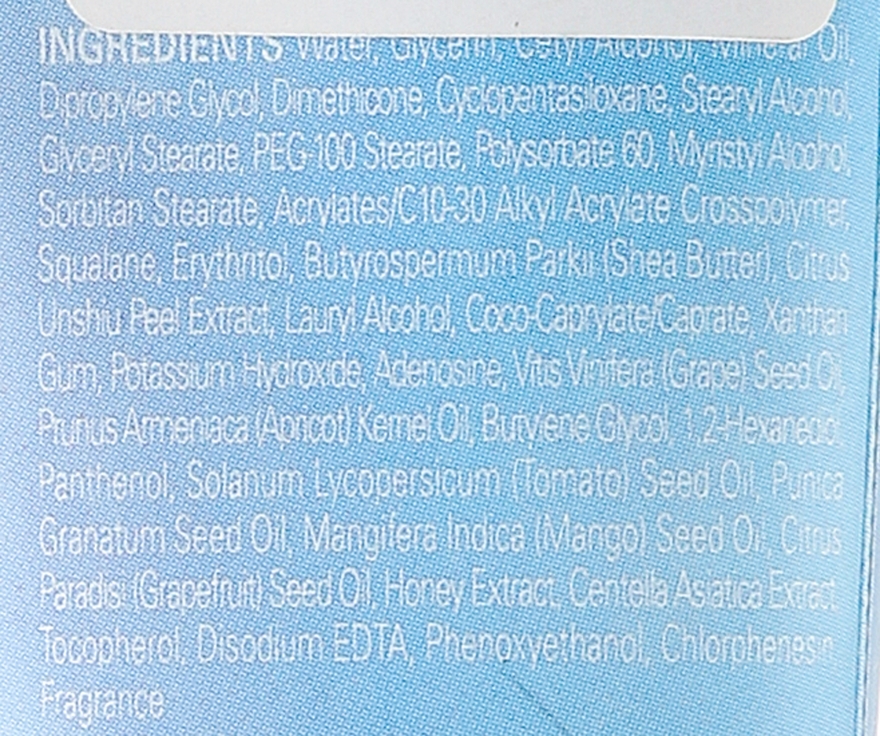 INGREDIENTS Water, Glycerin, Cetyl Alcohol, Mineral Oil,
Dipropylene Glycol, Dimethicone, Cyclopentasiloxane, Stearyl Alcohol,
Glyceryl Stearate, PEG-100 Stearate, Polysorbate 60, Myristyl Alcohol,
Sorbitan Stearate, Acrylates/C10-30 Alkyl Acrylate Crosspolymer,
Squalane, Erythritol, Butyrospermum Parkii (Shea Butter), Citrus
Unshiu Peel Extract, Lauryl Alcohol, Coco-Caprylate/Caprate, Xanthan
Gum, Potassium Hydroxide, Adenosine, Vitis Vinifera (Grape) Seed Oil,
Prunus Armeniaca (Apricot) Kernel Oil, Butylene Glycol, 1,2-Hexanediol,
Panthenol, Solanum Lycopersicum (Tomato) Seed Oil, Punica
Granatum Seed Oil, Mangifera Indica (Mango) Seed Oil, Citrus
Paradisi (Grapefruit) Seed Oil, Honey Extract, Centella Asiatica Extract
Tocopherol, Disodium EDTA, Phenoxyethanol, Chlorphenesin
Fragrance